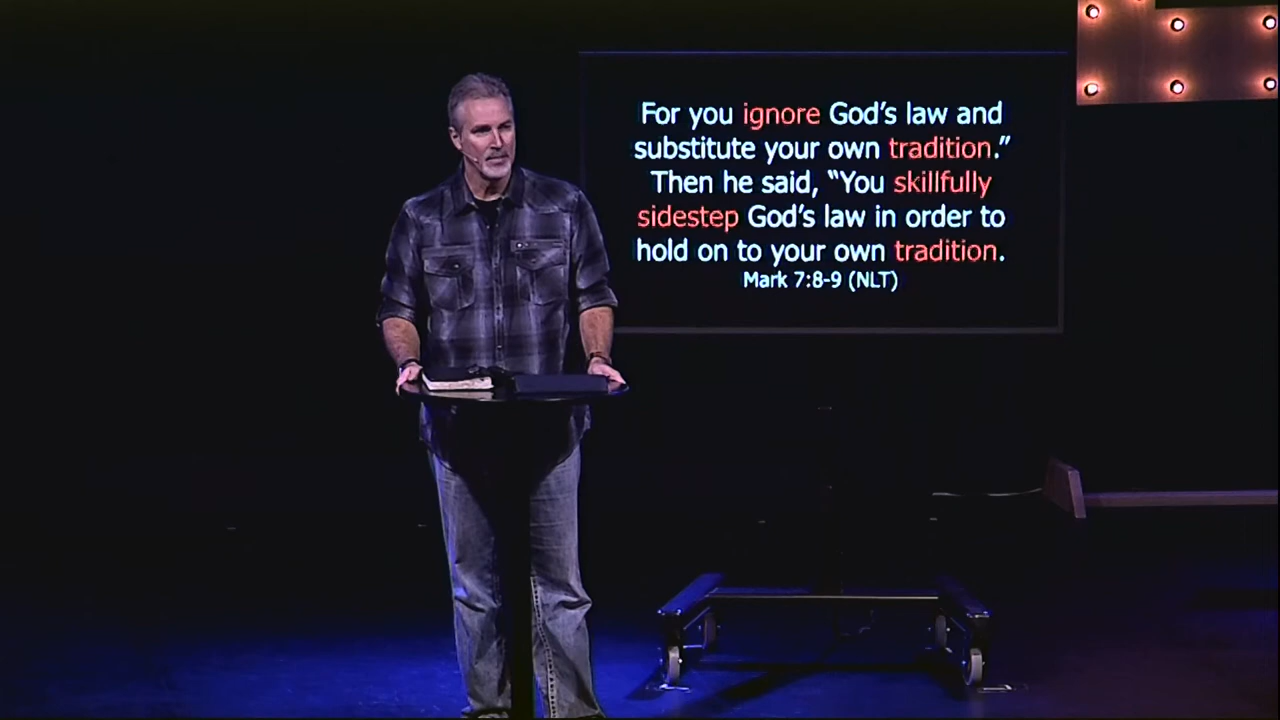 For you ignore God’s law and
substitute your own tradition.”
Then he said, “You skillfully
sidestep God’s law in order to
hold on to your own tradition.
Mark 7:8-9 (NLT)